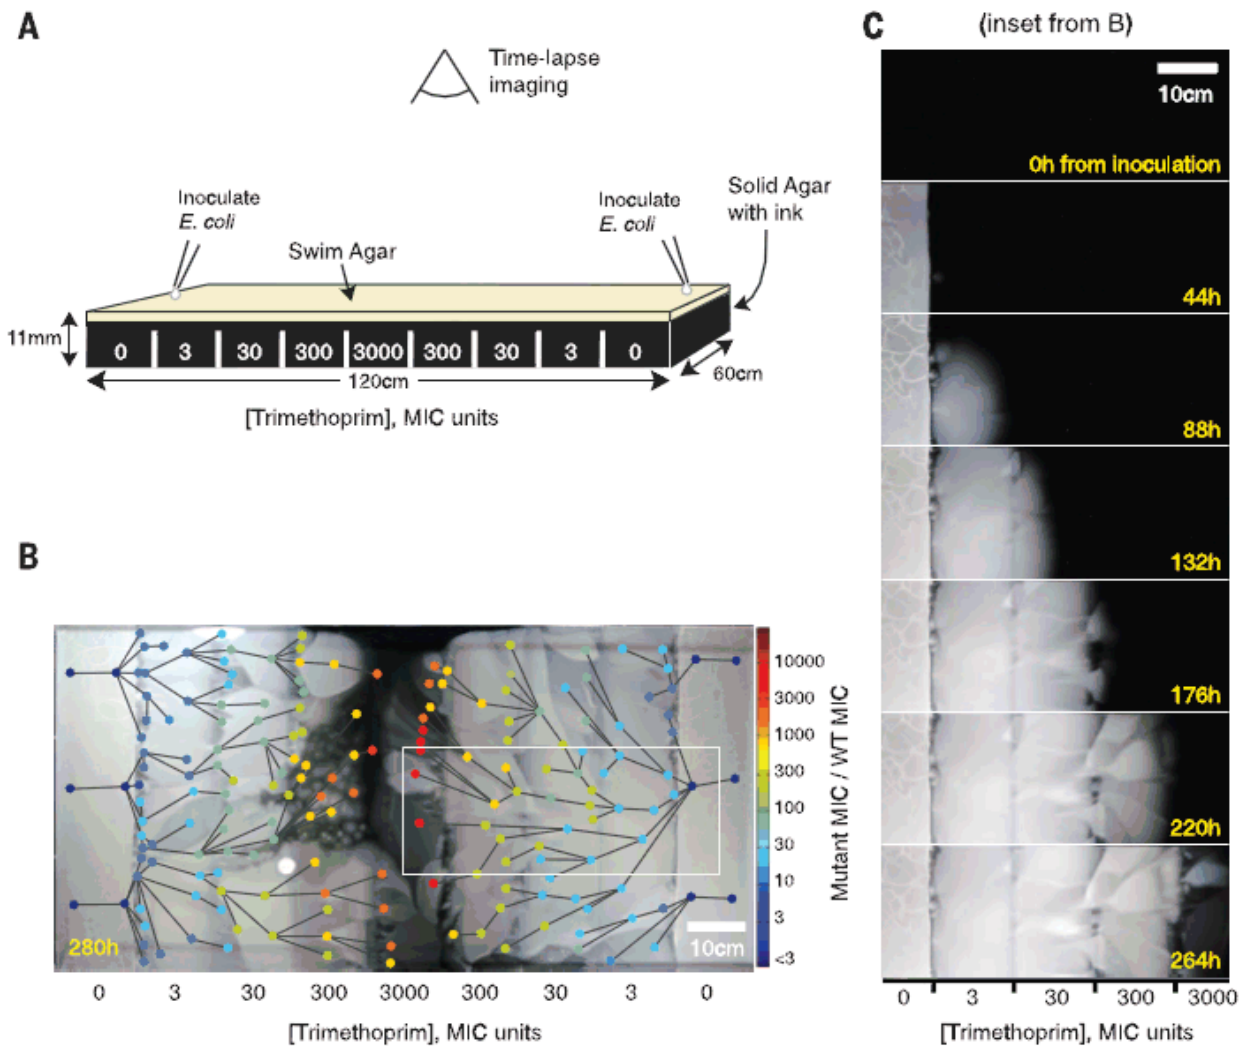 A
Time-lapse
imaging
Inoculate
E. coli
Swim Agar
Inoculate
E. coli
Solid Agar
with ink
11mm
0 3 30 300 3000 300 30 3 0
120cm
60cm
[Trimethoprim], MIC units
B
280h
10cm
10000
3000
1000
300
100
30
10
3
<3
Mutant MIC / WT MIC
0 3 30 300 3000 300 30 3 0
[Trimethoprim], MIC units
C
(inset from B)
10cm
0h from inoculation
44h
88h
132h
176h
220h
264h
0 3 30 300 3000
[Trimethoprim], MIC units